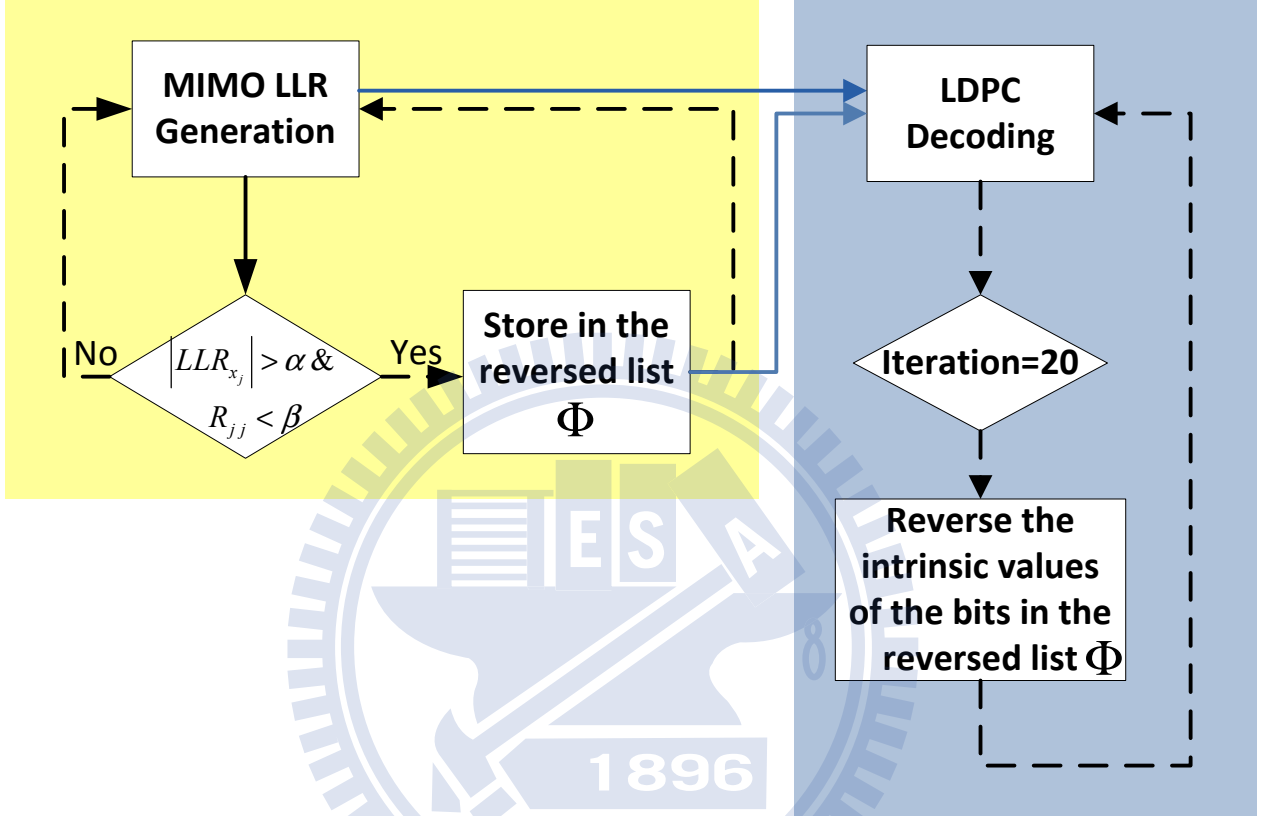 MIMO LLR
Generation
No
|LLR_{x_j}| > α &
R_{jj} < β
Yes
Store in the
reversed list
Φ
LDPC
Decoding
Iteration=20
Reverse the
intrinsic values
of the bits in the
reversed list Φ
E S A
8
1896